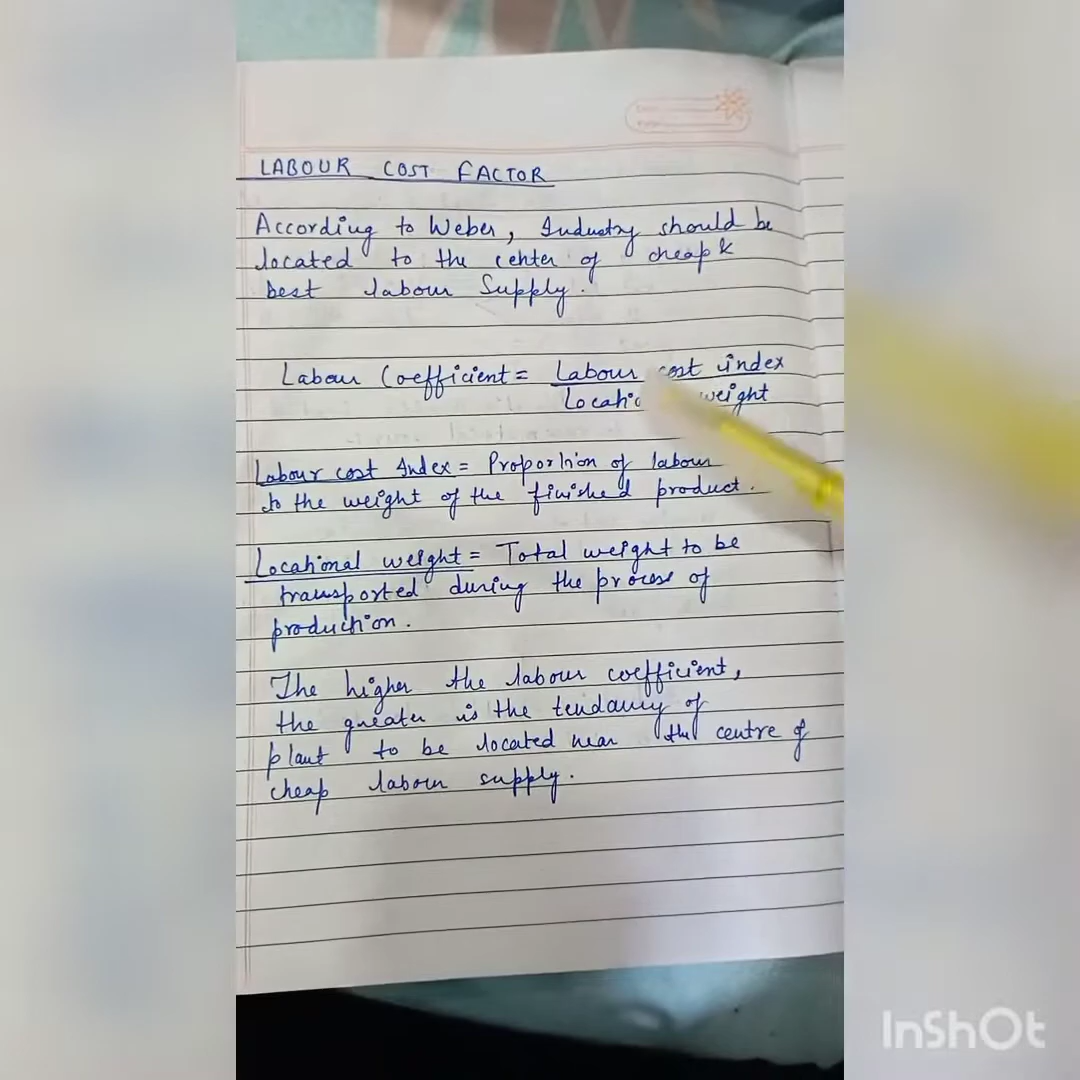 LABOUR COST FACTOR
According to Weber, Industry should be
located to the center of cheap &
best labour Supply.
Labour Coefficient = Labour cost index
weight
Labour cost Index = Proportion of labour
to the weight of the finished product.
Locational weight = Total weight to be
transported during the process of
production.
The higher the labour coefficient,
the greater is the tendancy of
plant to be located near the centre of
cheap labour supply.
InShOt